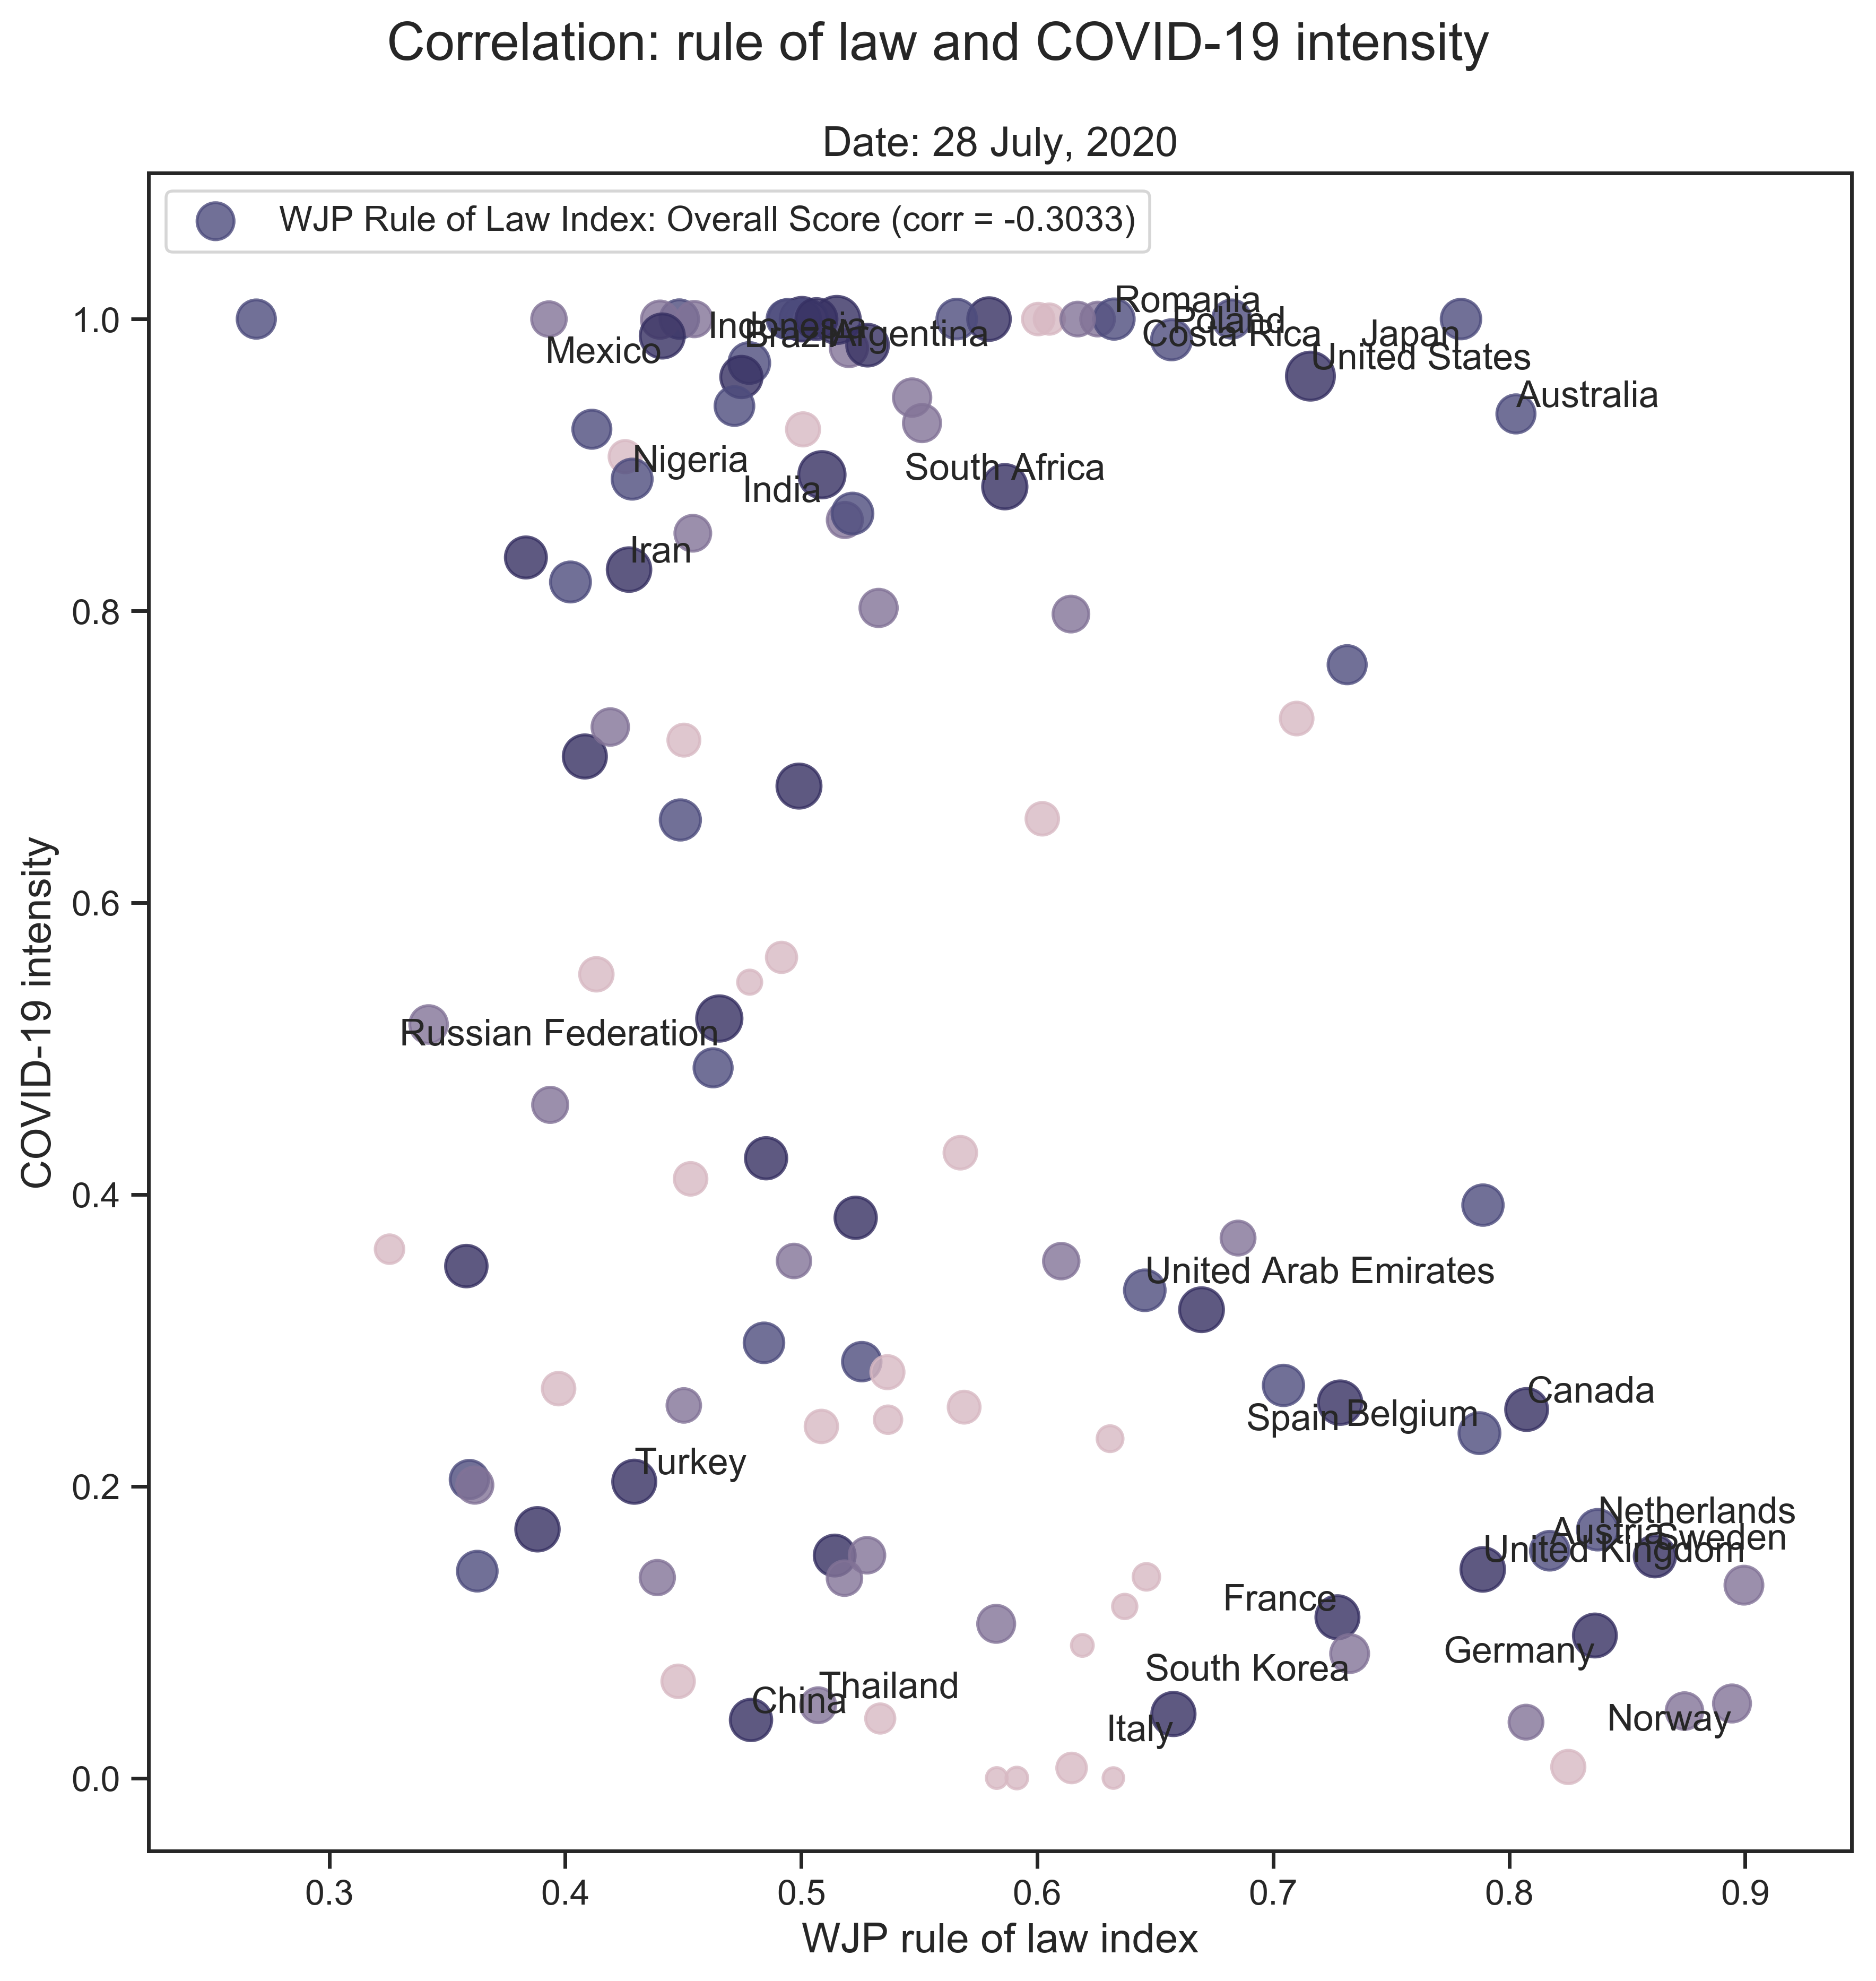 Correlation: rule of law and COVID-19 intensity
Date: 28 July, 2020
WJP Rule of Law Index: Overall Score (corr = -0.3033)
Romania
Indonesia
Poland
Brazil
Argentina
Costa Rica
Japan
Mexico
United States
Australia
Nigeria
South Africa
India
Iran
Russian Federation
United Arab Emirates
Canada
Spain
Belgium
Turkey
Netherlands
Austria
Sweden
United Kingdom
France
Germany
South Korea
Thailand
China
Italy
Norway
1.0
0.8
0.6
0.4
0.2
0.0
COVID-19 intensity
0.3
0.4
0.5
0.6
0.7
0.8
0.9
WJP rule of law index